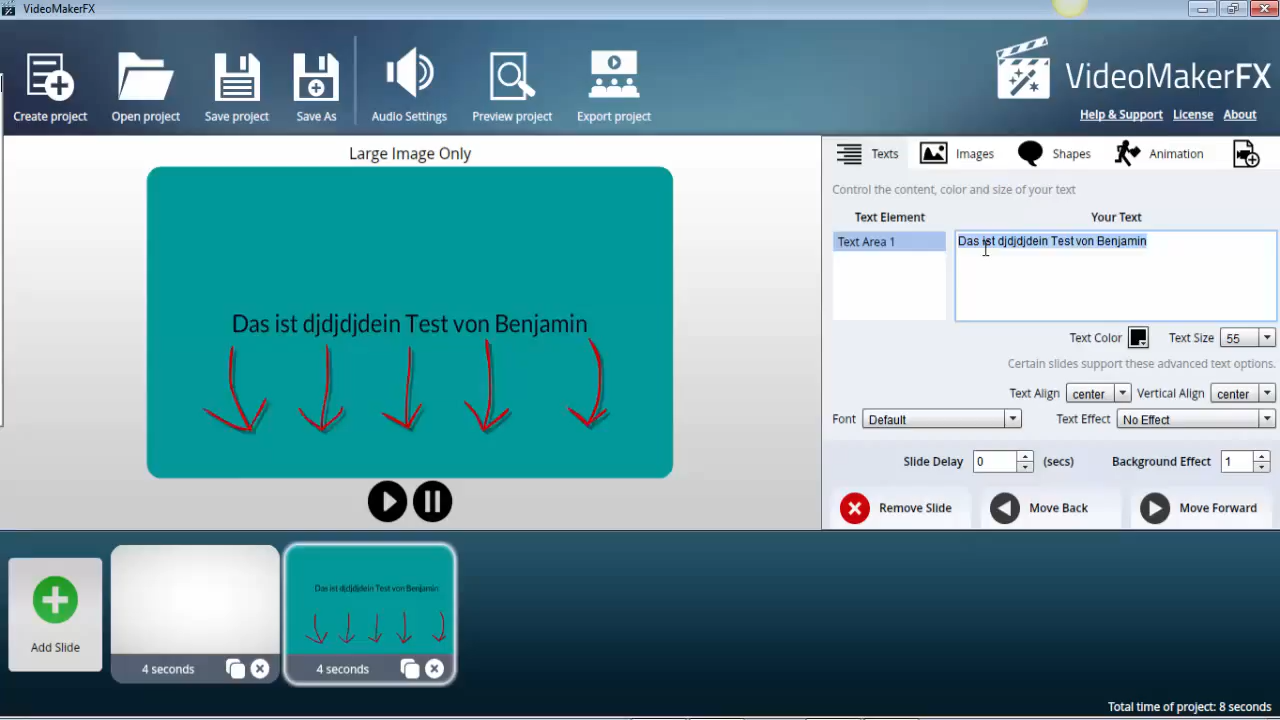 VideoMakerFX
Create project
Open project
Save project
Save As
Audio Settings
Preview project
Export project
VideoMakerFX
Help & Support
License
About
Large Image Only
Das ist djdjdjdein Test von Benjamin
Texts
Images
Shapes
Animation
Control the content, color and size of your text
Text Element
Your Text
Text Area 1
Das ist djdjdjdein Test von Benjamin
Text Color
Text Size 55
Certain slides support these advanced text options.
Text Align center
Vertical Align center
Font Default
Text Effect No Effect
Slide Delay 0 (secs)
Background Effect 1
Remove Slide
Move Back
Move Forward
Add Slide
4 seconds
Das ist djdjdjdein Test von Benjamin
4 seconds
Total time of project: 8 seconds